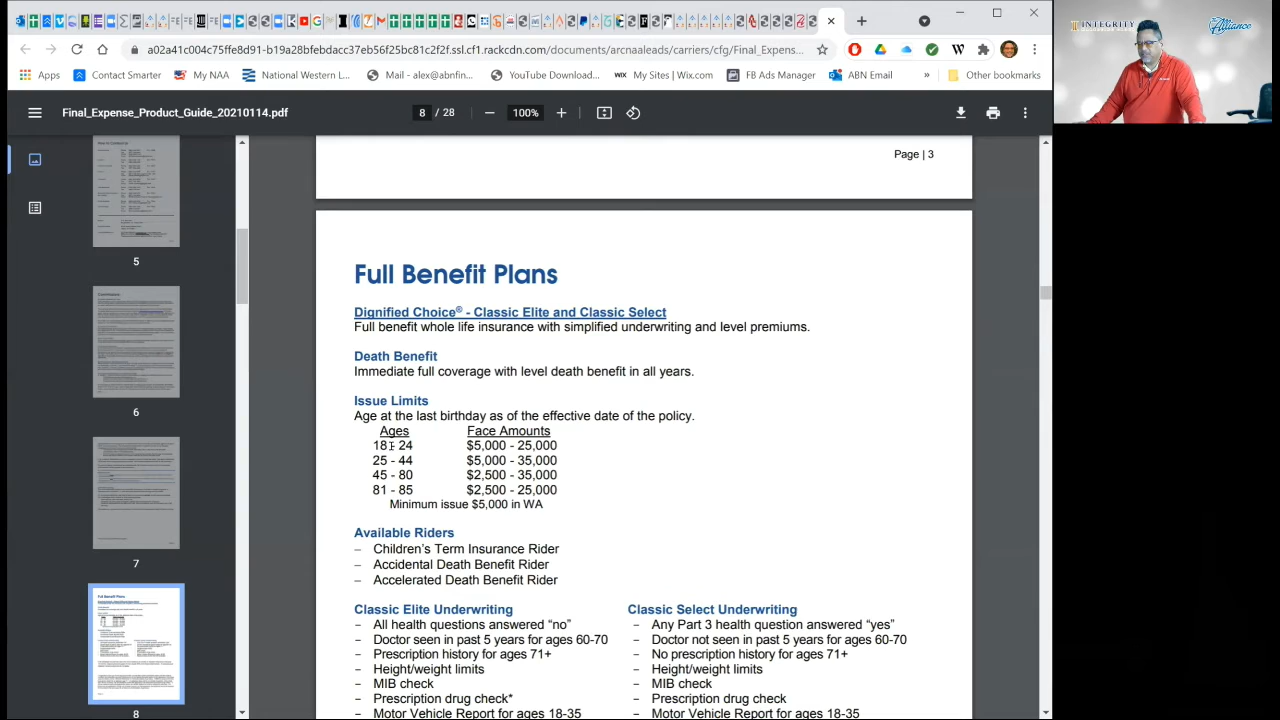 a02a41c004c75ffe8d91-b19a28bfebdacc37eb56f25bc81c2f2f.ssl.cf1.rackcdn.com/documents/arcnaaleads/carriers/cfg/Final_Expens...
Apps
Contact Smarter
My NAA
National Western L...
Mail - alex@abnin...
YouTube Download...
WIX My Sites | Wix.com
FB Ads Manager
ABN Email
»
Other bookmarks
INTEGRITY
Alliance
Final_Expense_Product_Guide_20210114.pdf
8 / 28
100%
5
6
7
8
Page | 3
Full Benefit Plans
Dignified Choice® - Classic Elite and Classic Select
Full benefit whole life insurance with simplified underwriting and level premiums.
Death Benefit
Immediate full coverage with level death benefit in all years.
Issue Limits
Age at the last birthday as of the effective date of the policy.
Ages Face Amounts
18 - 24 $5,000 - 25,000
25 - 44 $5,000 - 35,000
45 - 80 $2,500 - 35,000
81 - 85 $2,500 - 25,000
Minimum issue $5,000 in WA
Available Riders
– Children's Term Insurance Rider
– Accidental Death Benefit Rider
– Accelerated Death Benefit Rider
Classic Elite Underwriting
– All health questions answered "no"
– Doctor seen in past 5 years for ages 60-70
– Prescription history for ages 71+
– Height/weight limits
– MIB check
– Prescription drug check*
– Motor Vehicle Report for ages 18-35
Classic Select Underwriting
– Any Part 3 health question answered "yes"
– Doctor not seen in past 5 years for ages 60-70
– No prescription history for ages 71+
– Height/weight limits
– MIB check
– Prescription drug check
– Motor Vehicle Report for ages 18-35